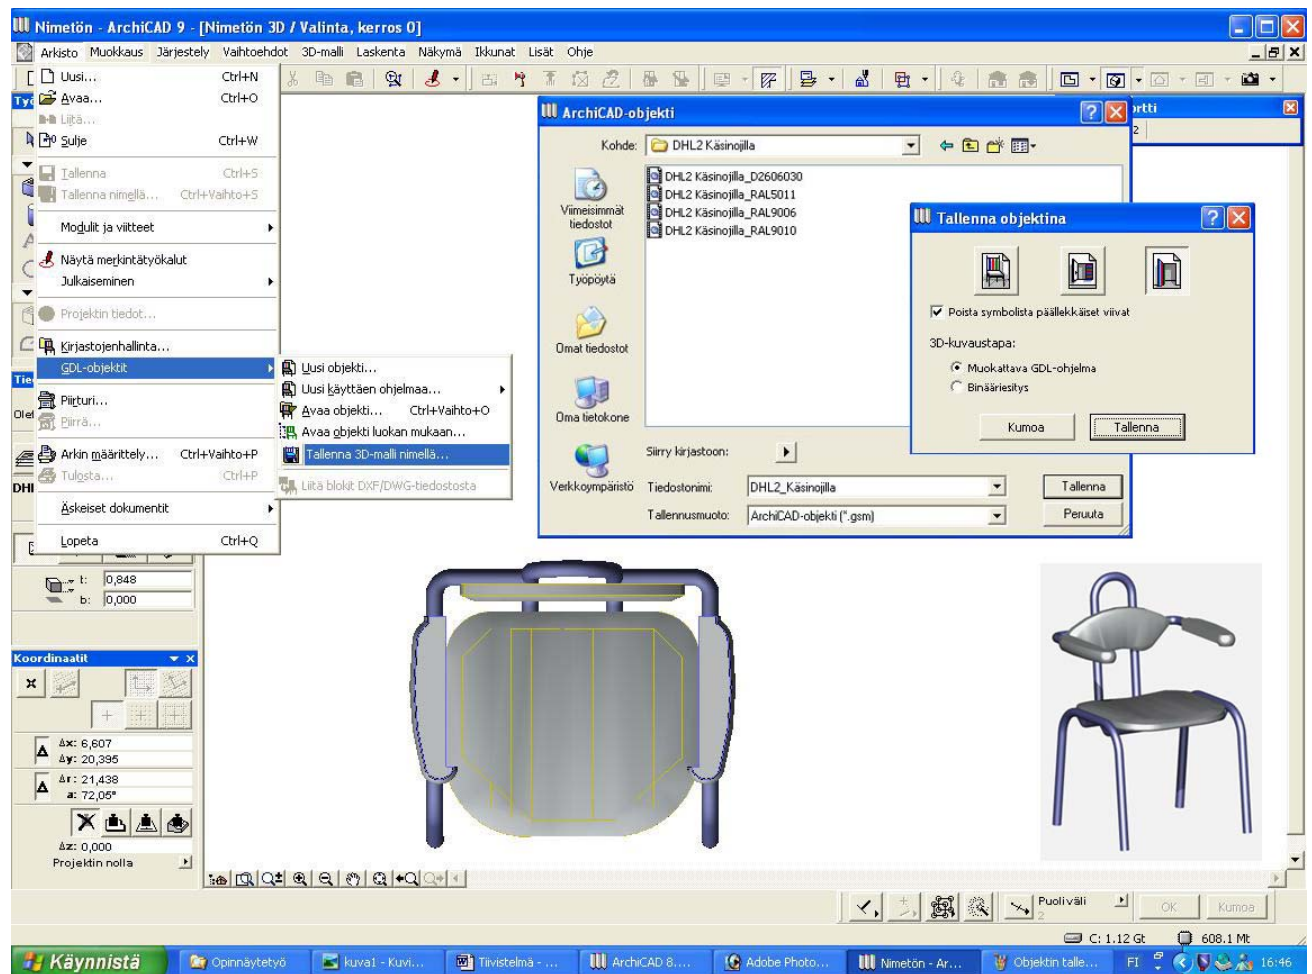 Nimetön - ArchiCAD 9 - [Nimetön 3D / Valinta, kerros 0]
Arkisto Muokkaus Järjestely Vaihtoehdot 3D-malli Laskenta Näkymä Ikkunat Lisät Ohje
Uusi... Ctrl+N
Avaa... Ctrl+O
Liitä...
Sulje Ctrl+W
Tallenna Ctrl+S
Tallenna nimellä... Ctrl+Vaihto+S
Modulit ja viitteet
Näytä merkintätyökalut
Julkaiseminen
Projektin tiedot...
Kirjastojenhallinta...
GDL-objektit
Piirturi...
Piirrä...
Arkin määrittely... Ctrl+Vaihto+P
Tulosta... Ctrl+P
Äskeiset dokumentit
Lopeta Ctrl+Q
Uusi objekti...
Uusi käyttäen ohjelmaa...
Avaa objekti... Ctrl+Vaihto+O
Avaa objekti luokan mukaan...
Tallenna 3D-malli nimellä...
Liitä blokit DXF/DWG-tiedostosta
ArchiCAD-objekti
Kohde: DHL2 Käsinojilla
DHL2 Käsinojilla_D2606030
DHL2 Käsinojilla_RAL5011
DHL2 Käsinojilla_RAL9006
DHL2 Käsinojilla_RAL9010
Viimeisimmät
tiedostot
Työpöytä
Omat tiedostot
Oma tietokone
Verkkoympäristö
Siirry kirjastoon:
Tiedostonimi: DHL2_Käsinojilla Tallenna
Tallennusmuoto: ArchiCAD-objekti (*.gsm) Peruuta
rtti
2
Tallenna objektina
Poista symbolista päällekkäiset viivat
3D-kuvaustapa:
Muokattava GDL-ohjelma
Binääriesitys
Kumoa Tallenna
Työ
Tie
Olet
DHL
t: 0,848
b: 0,000
Koordinaatit
Δx: 6,607
Δy: 20,395
Δr: 21,438
a: 72,05°
Δz: 0,000
Projektin nolla
Puoliväli
2
OK Kumoa
C: 1.12 Gt 608.1 Mt
Käynnistä Opinnäytetyö kuva1 - Kuvi... Tiivistelmä - ... ArchiCAD 8.... Adobe Photo... Nimetön - Ar... Objektin talle... FI 16:46